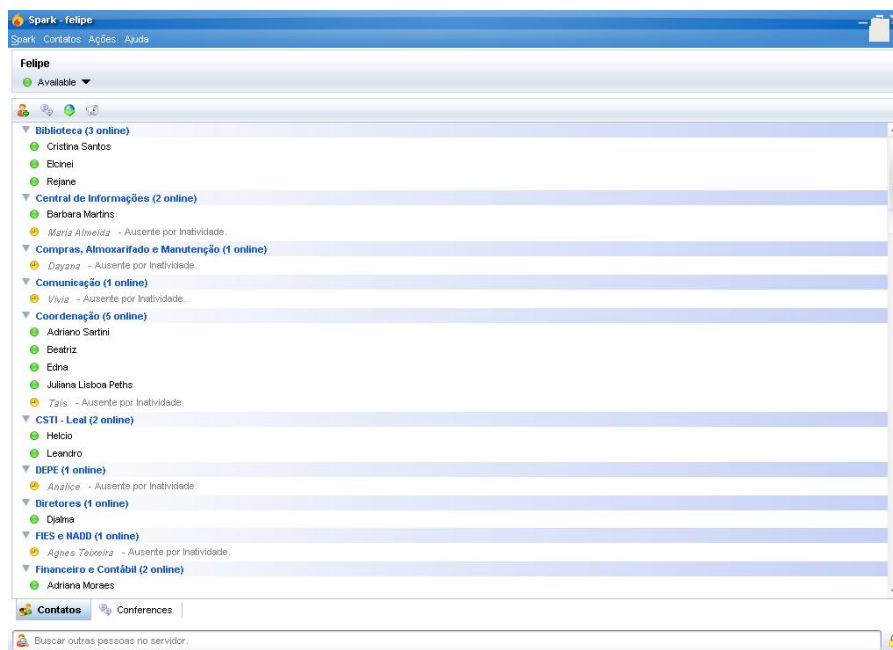 Spark - felipe
Spark Contatos Ações Ajuda
Felipe
Available
Biblioteca (3 online)
Cristina Santos
Elcinei
Rejane
Central de Informações (2 online)
Barbara Martins
Maria Almeida - Ausente por Inatividade.
Compras, Almoxarifado e Manutenção (1 online)
Dayana - Ausente por Inatividade.
Comunicação (1 online)
Vivia - Ausente por Inatividade.
Coordenação (5 online)
Adriano Sartini
Beatriz
Edna
Juliana Lisboa Peths
Tais - Ausente por Inatividade.
CSTI - Leal (2 online)
Helcio
Leandro
DEPE (1 online)
Analice - Ausente por Inatividade.
Diretores (1 online)
Djalma
FIES e NADD (1 online)
Agnes Teixeira - Ausente por Inatividade.
Financeiro e Contábil (2 online)
Adriana Moraes
Contatos Conferences
Buscar outras pessoas no servidor.